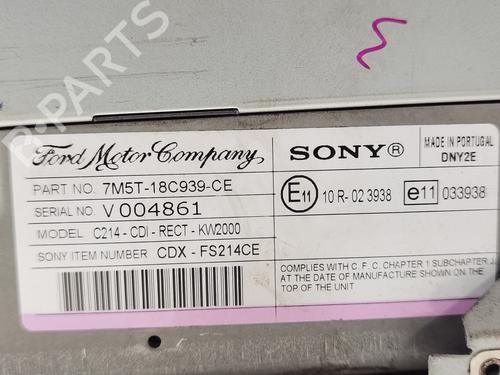 B-PARTS
Ford Motor Company
SONY®
MADE IN PORTUGAL
DNY2E
PART NO. 7M5T-18C939-CE
SERIAL NO. V 004861
MODEL C214 - CDI - RECT - KW2000
SONY ITEM NUMBER CDX - FS214CE
E11 10 R- 02 3938 e11 033938
COMPLIES WITH C. F. C. CHAPTER 1 SUBCHAPTER J
AT THE DATE OF MANUFACTURE SHOWN ON THE TOP
OF THE UNIT